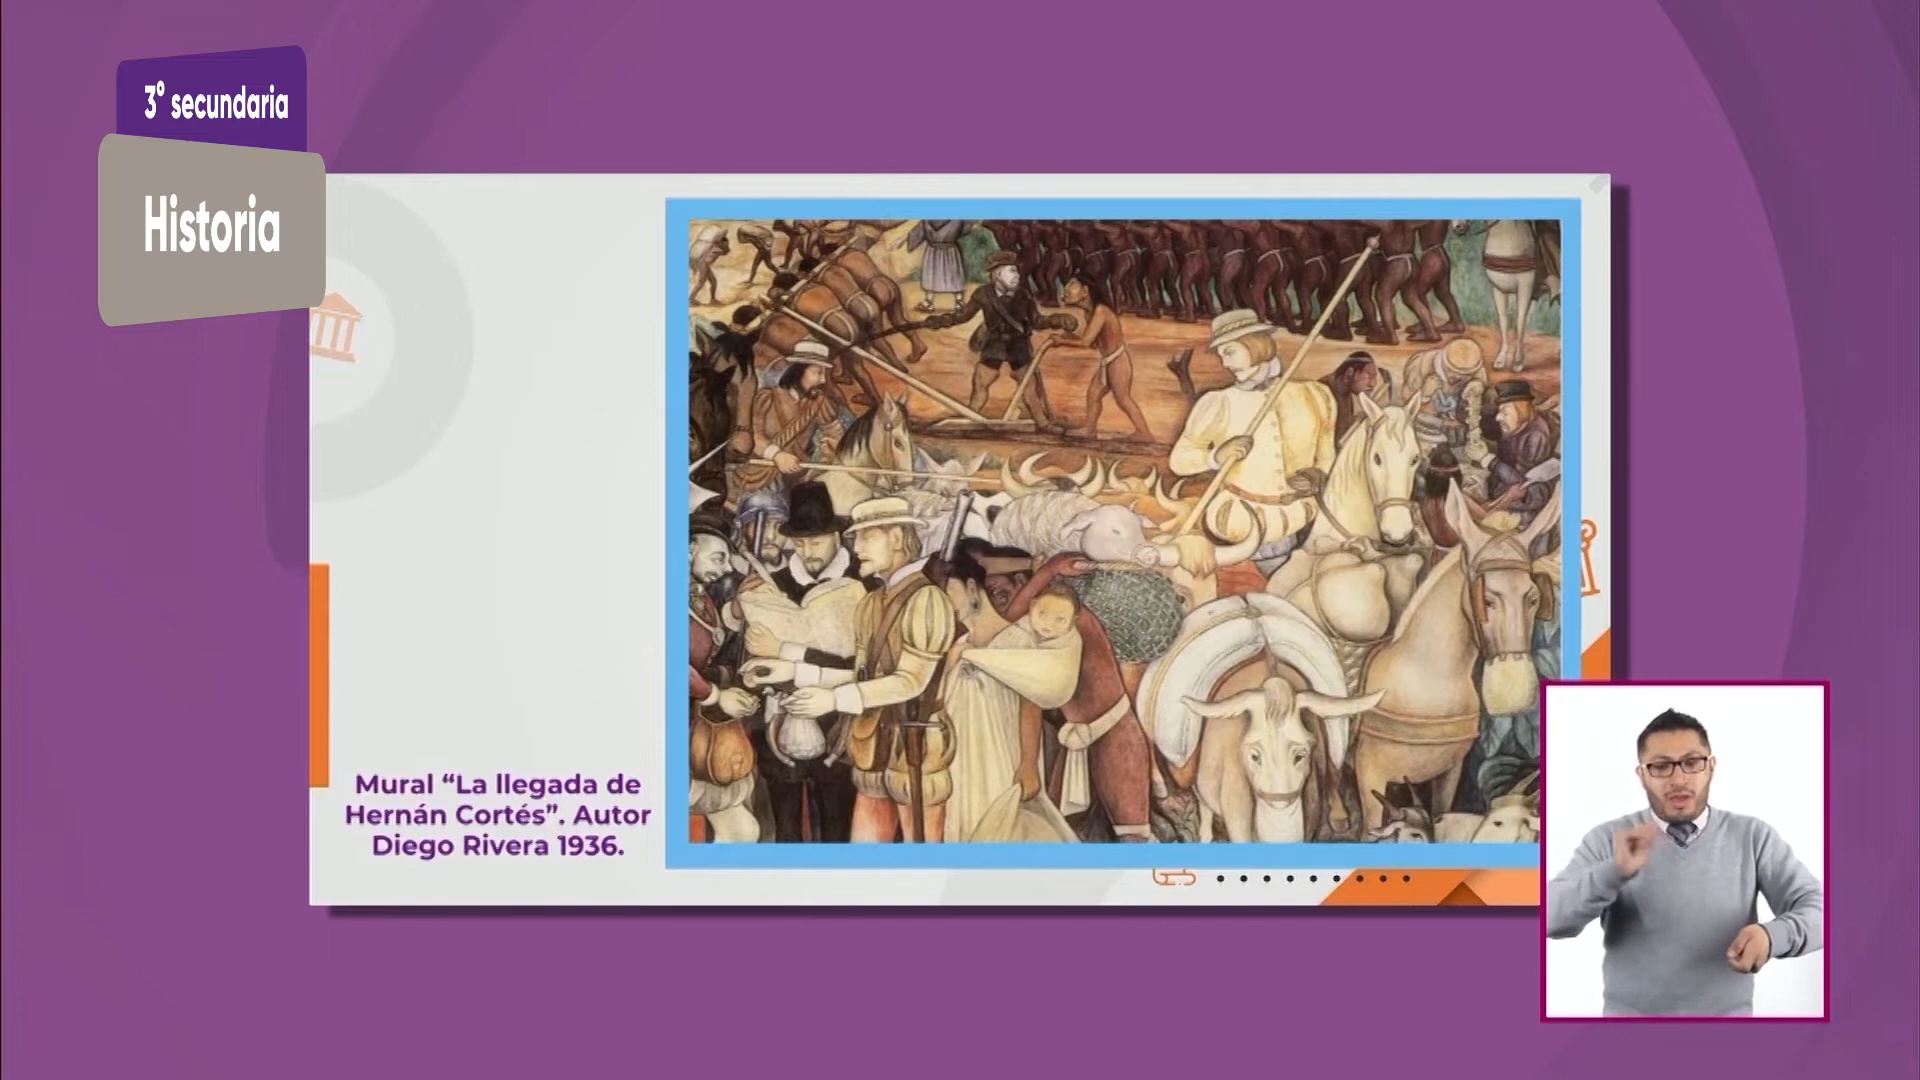 3° secundaria
Historia
Mural “La llegada de
Hernán Cortés”. Autor
Diego Rivera 1936.